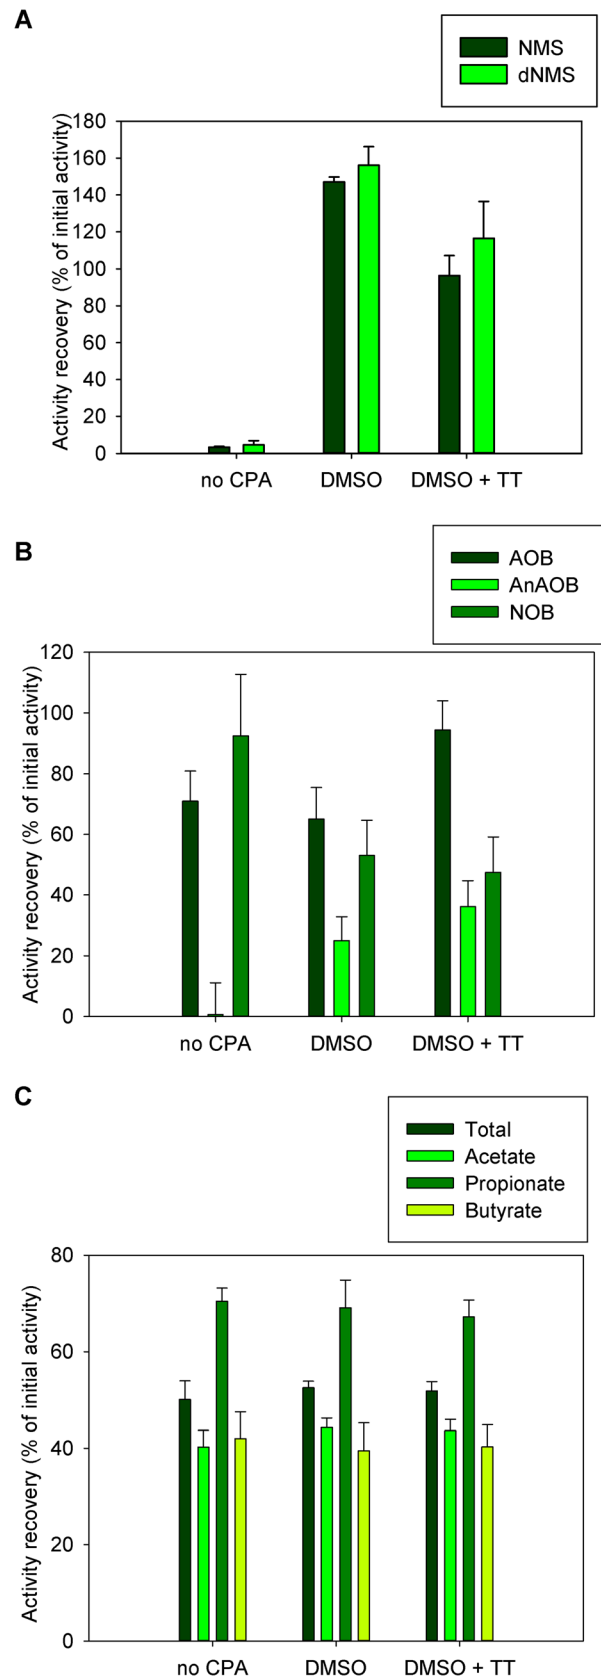 A
NMS
dNMS
Activity recovery (% of initial activity)
180
160
140
120
100
80
60
40
20
0
no CPA DMSO DMSO + TT
B
AOB
AnAOB
NOB
Activity recovery (% of initial activity)
120
100
80
60
40
20
0
no CPA DMSO DMSO + TT
C
Total
Acetate
Propionate
Butyrate
Activity recovery (% of initial activity)
80
60
40
20
0
no CPA DMSO DMSO + TT